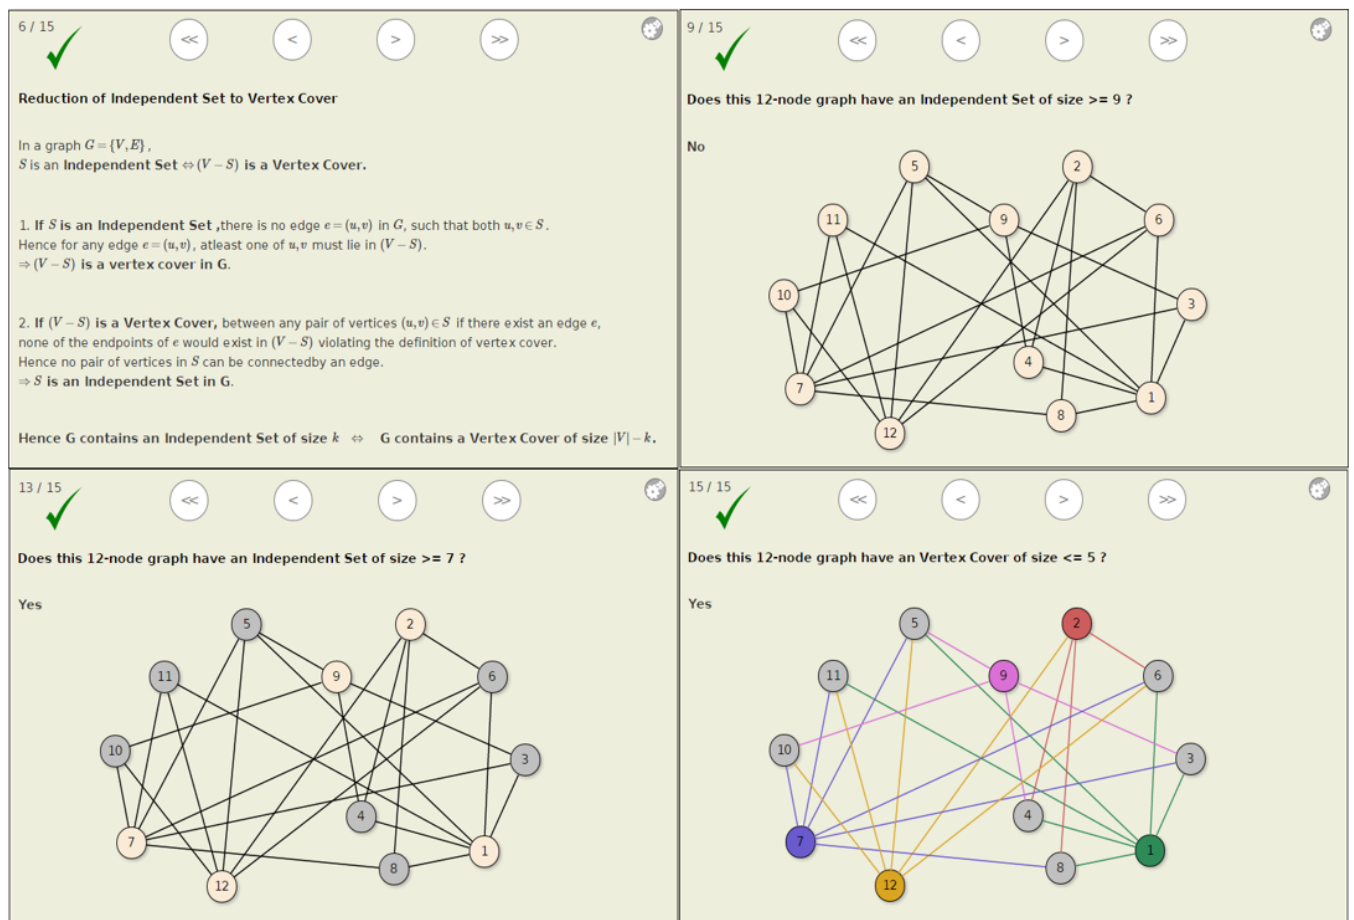 6 / 15
<< < > >>
Reduction of Independent Set to Vertex Cover
In a graph G = {V, E} ,
S is an Independent Set ⇔ (V − S) is a Vertex Cover.
1. If S is an Independent Set ,there is no edge e = (u, v) in G, such that both u, v ∈ S.
Hence for any edge e = (u, v), atleast one of u, v must lie in (V − S).
⇒ (V − S) is a vertex cover in G.
2. If (V − S) is a Vertex Cover, between any pair of vertices (u, v) ∈ S if there exist an edge e,
none of the endpoints of e would exist in (V − S) violating the definition of vertex cover.
Hence no pair of vertices in S can be connectedby an edge.
⇒ S is an Independent Set in G.
Hence G contains an Independent Set of size k ⇔ G contains a Vertex Cover of size |V| − k.
9 / 15
<< < > >>
Does this 12-node graph have an Independent Set of size >= 9 ?
No
5 2
11 9 6
10 3
4
7 1
8
12
13 / 15
<< < > >>
Does this 12-node graph have an Independent Set of size >= 7 ?
Yes
5 2
11 9 6
10 3
4
7 1
8
12
15 / 15
<< < > >>
Does this 12-node graph have an Vertex Cover of size <= 5 ?
Yes
5 2
11 9 6
10 3
4
7 1
8
12